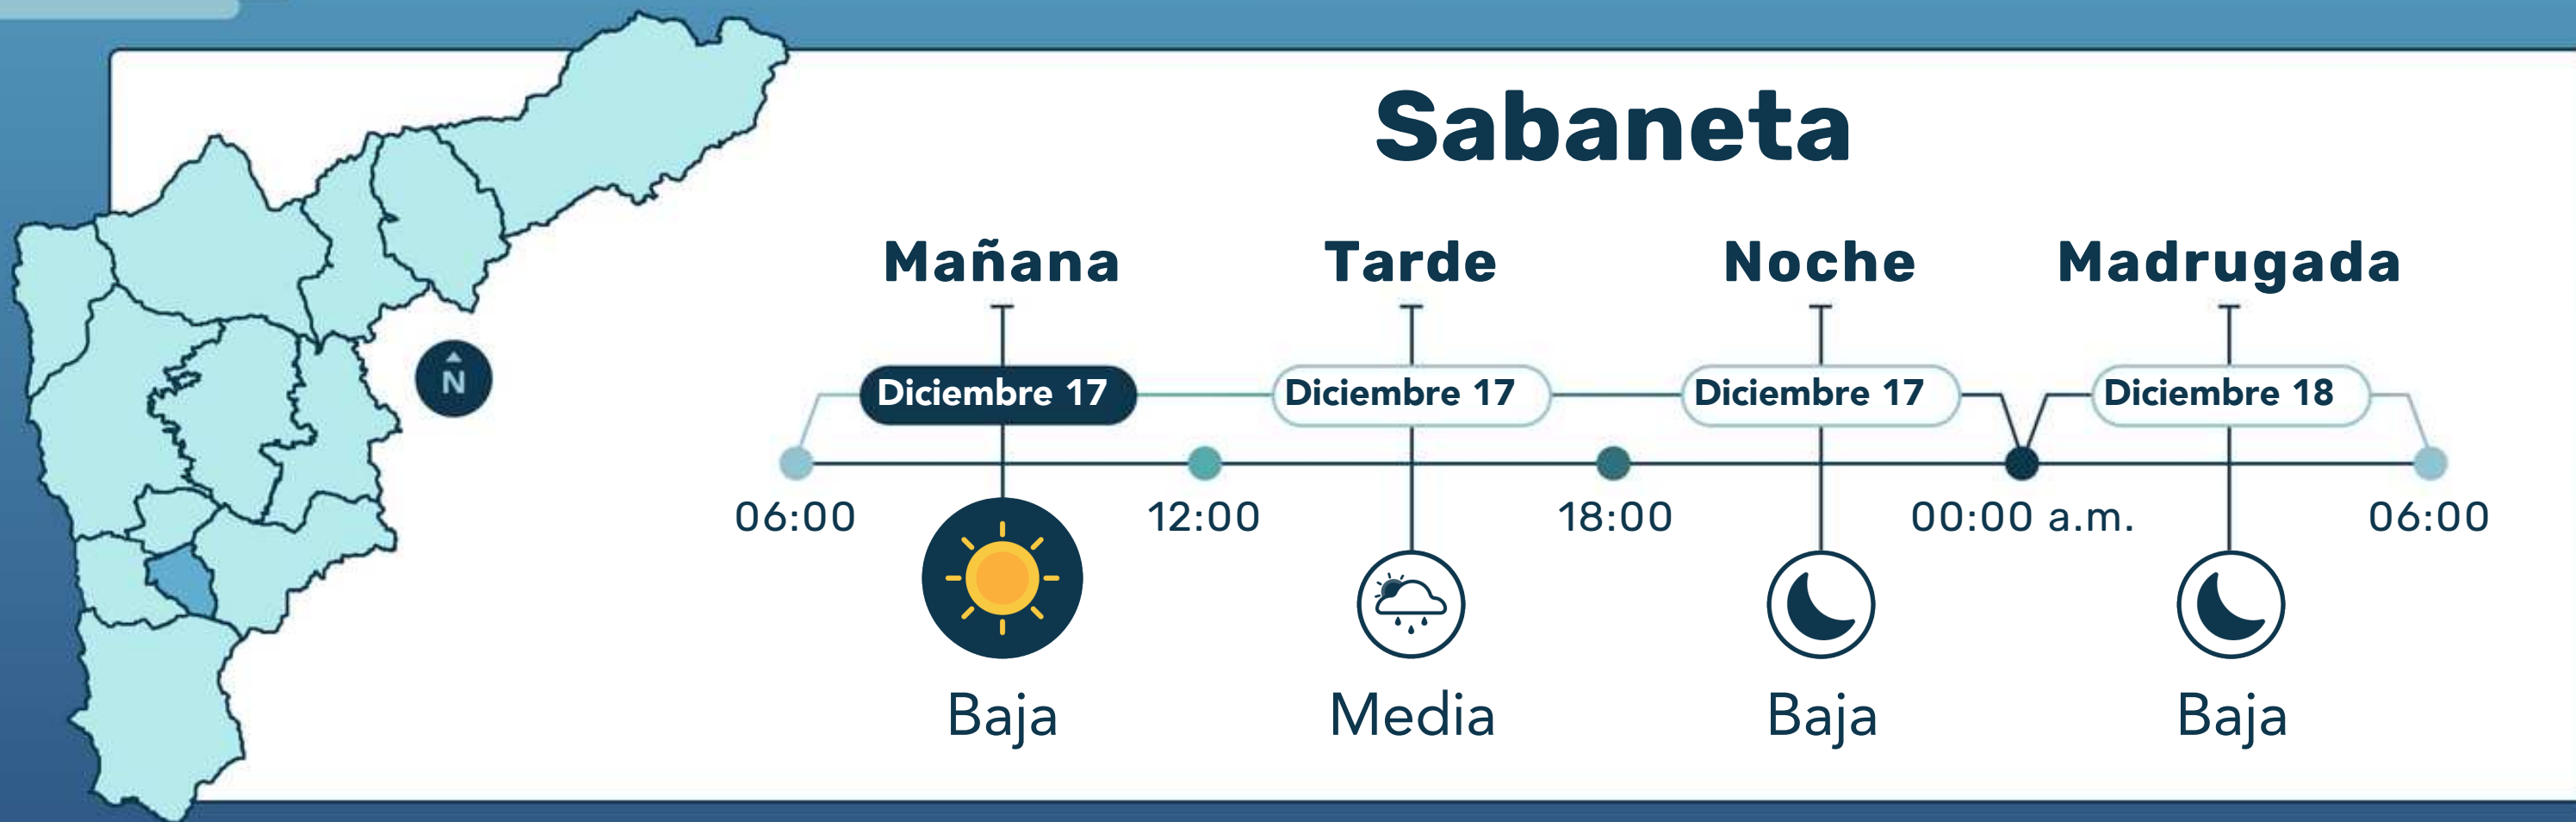 Sabaneta
Mañana Tarde Noche Madrugada
N
Diciembre 17 Diciembre 17 Diciembre 17 Diciembre 18
06:00 12:00 18:00 00:00 a.m. 06:00
Baja Media Baja Baja